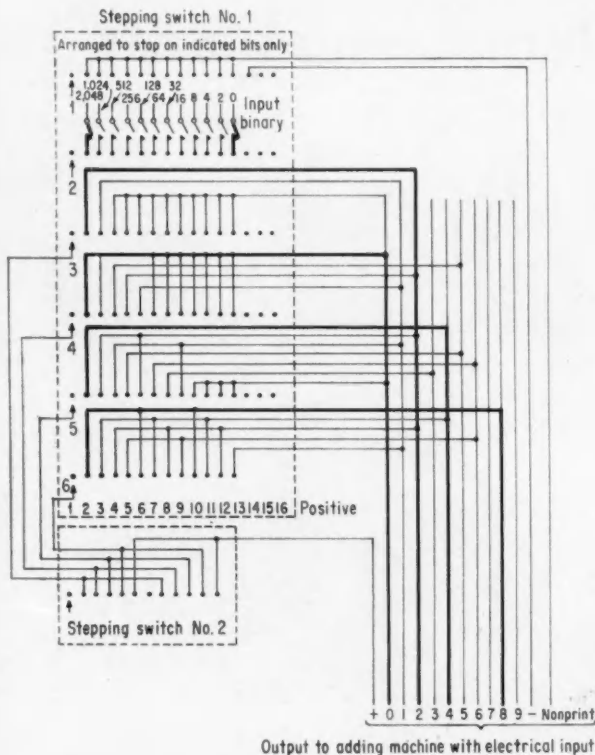 Stepping switch No. 1
Arranged to stop on indicated bits only
1,024 512 128 32
2,048 256 64 16 8 4 2 0 Input
binary
1
2
3
4
5
6
1 2 3 4 5 6 7 8 9 10 11 12 13 14 15 16 Positive
Stepping switch No. 2
+ 0 1 2 3 4 5 6 7 8 9 - Nonprint
Output to adding machine with electrical input